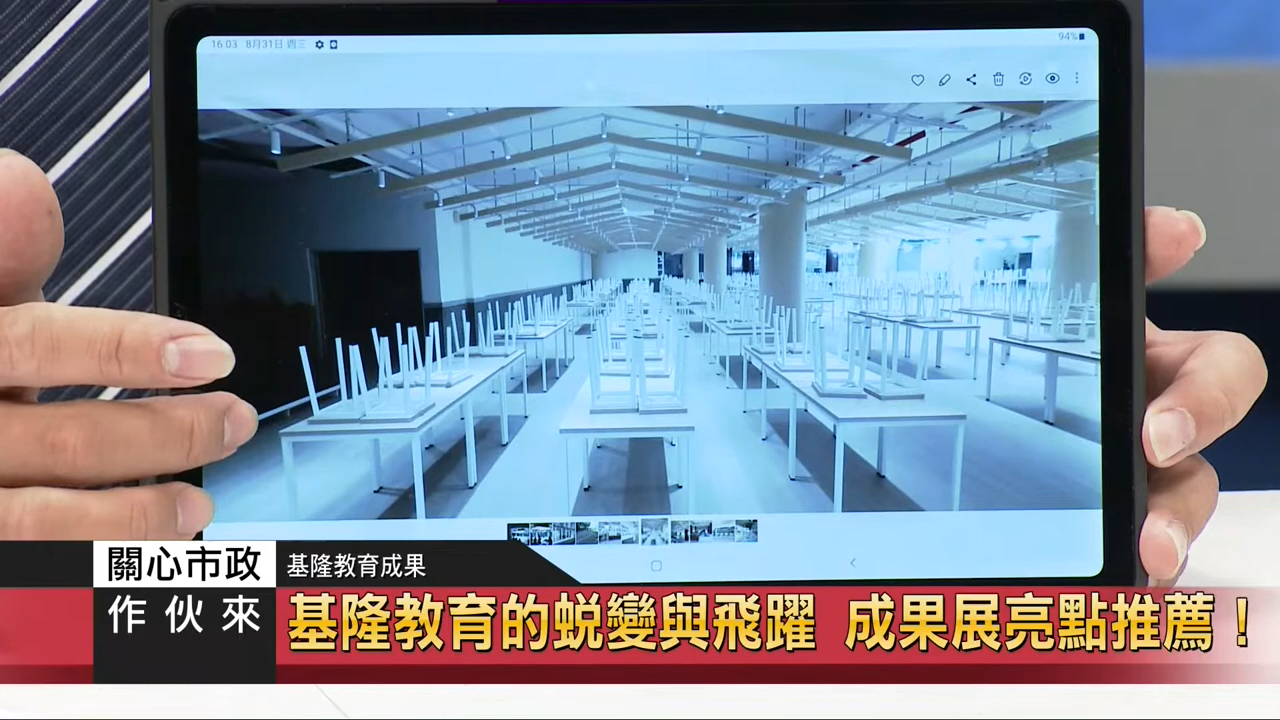 16:03 8月31日 週三
94%
關心市政
基隆教育成果
作伙來
基隆教育的蛻變與飛躍 成果展亮點推薦！